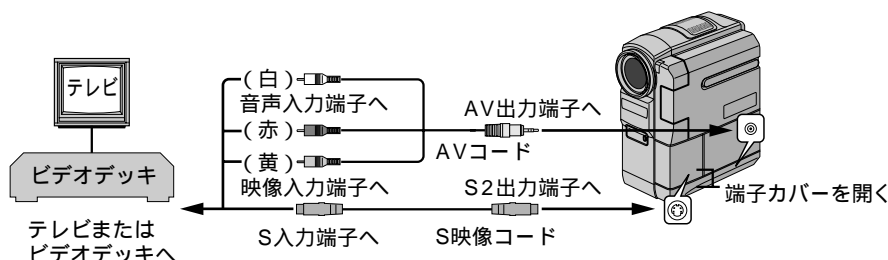 テレビ
ビデオデッキ
テレビまたは
ビデオデッキへ
(白)
音声入力端子へ
(赤)
(黄)
映像入力端子へ
S入力端子へ
AV出力端子へ
AVコード
S2出力端子へ
S映像コード
端子カバーを開く